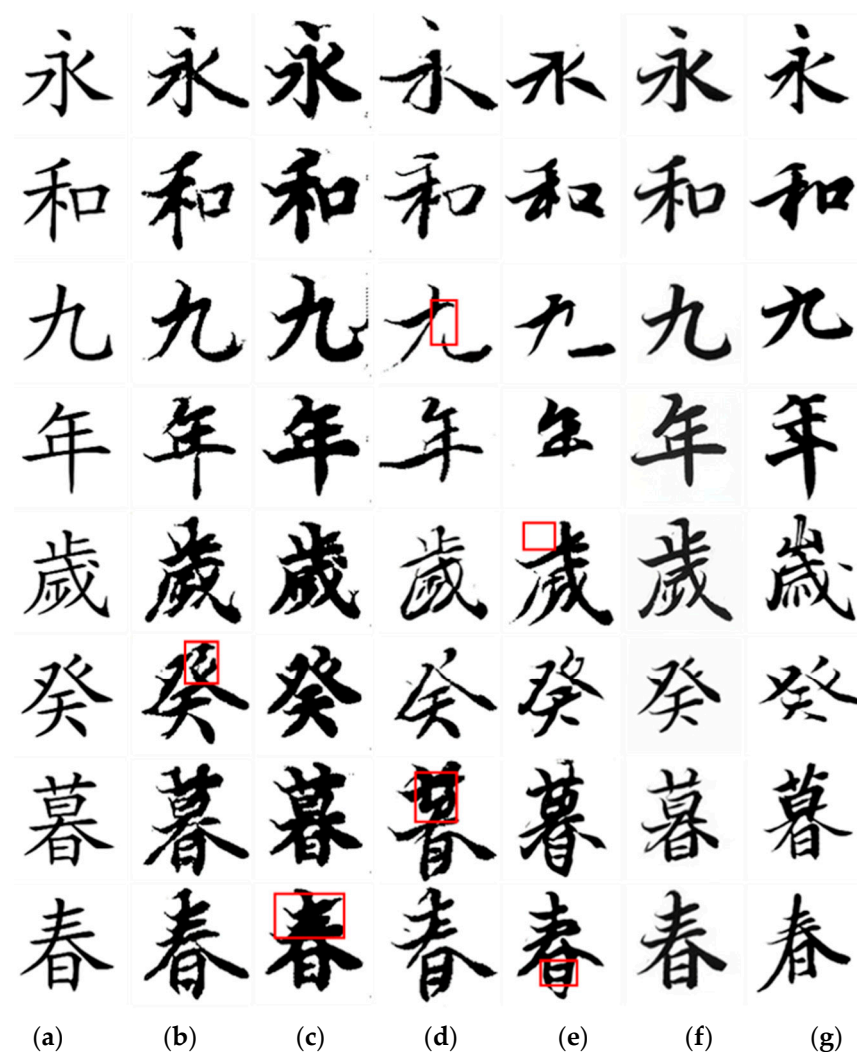 永 永 永 永 永 永 永
和 和 和 和 和 和 和
九 九 九 九 九 九 九
年 年 年 年 年 年 年
歲 歲 歲 歲 歲 歲 歲
癸 癸 癸 癸 癸 癸 癸
暮 暮 暮 暮 暮 暮 暮
春 春 春 春 春 春 春
(a) (b) (c) (d) (e) (f) (g)